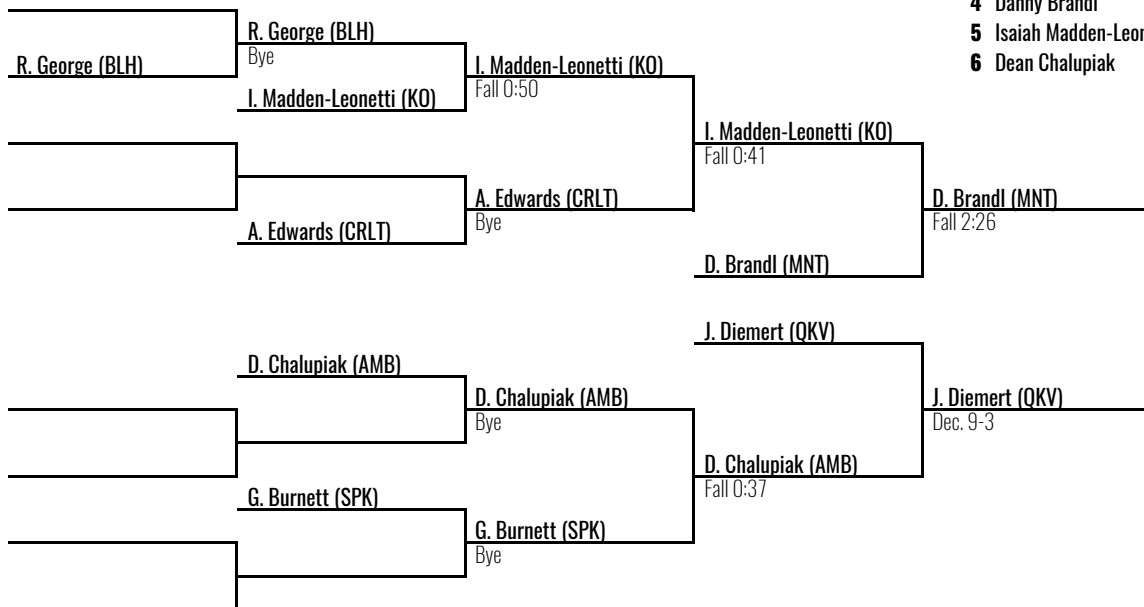 4 Danny Brandl
5 Isaiah
6 Dean Chalupiak
R. George (BLH)
R. George (BLH)
Bye
I. Madden-Leonetti (KO)
I. Madden-Leonetti (KO)
Fall 0:50
A. Edwards (CRLT)
A. Edwards (CRLT)
Bye
I. Madden-Leonetti (KO)
Fall 0:41
D. Brandl (MNT)
D. Brandl (MNT)
Fall 2:26
J. Diemert (QKV)
D. Chalupiak (AMB)
D. Chalupiak (AMB)
Bye
J. Diemert (QKV)
Dec. 9-3
G. Burnett (SPK)
G. Burnett (SPK)
Bye
D. Chalupiak (AMB)
Fall 0:37